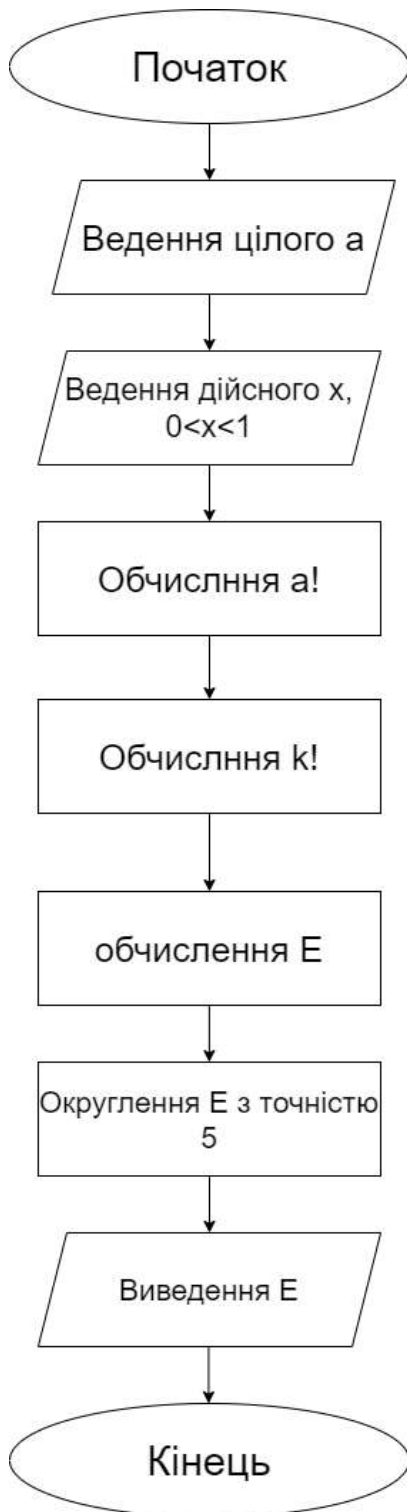 Початок
Ведення цілого а
Ведення дійсного х,
0<x<1
Обчислння а!
Обчислння k!
обчислення Е
Округлення Е з точністю
5
Виведення Е
Кінець